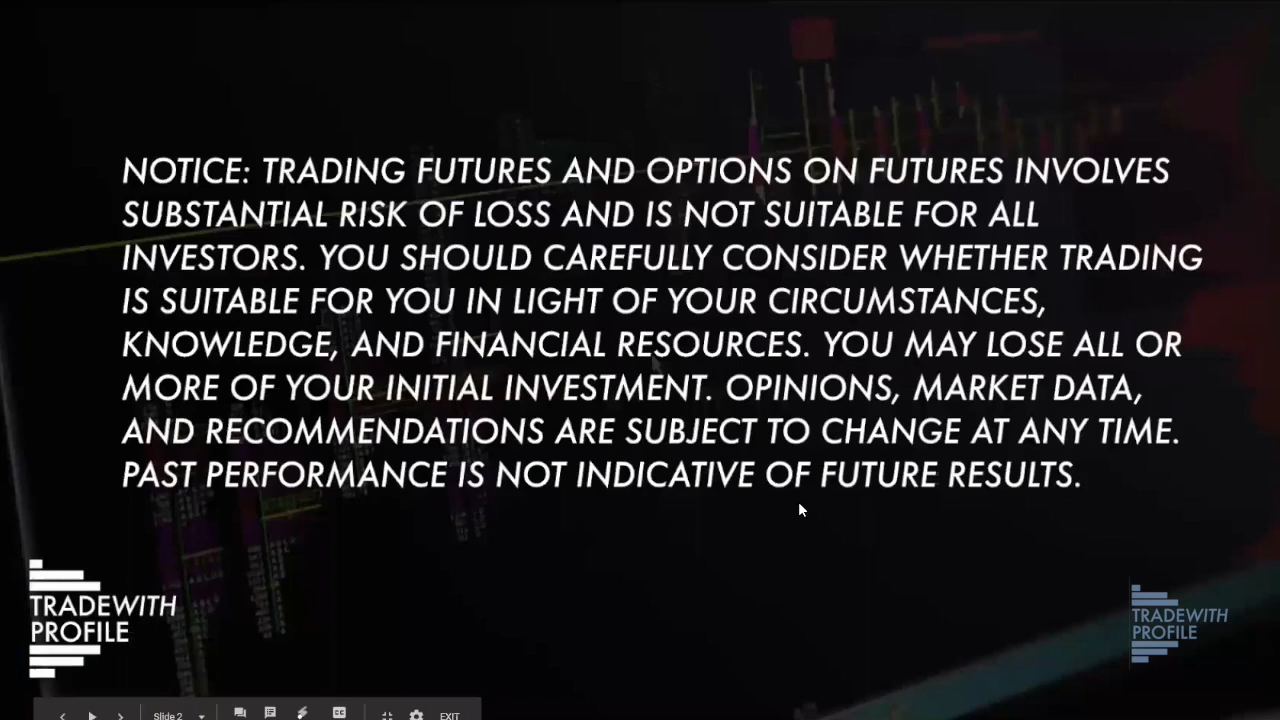 NOTICE: TRADING FUTURES AND OPTIONS ON FUTURES INVOLVES
SUBSTANTIAL RISK OF LOSS AND IS NOT SUITABLE FOR ALL
INVESTORS. YOU SHOULD CAREFULLY CONSIDER WHETHER TRADING
IS SUITABLE FOR YOU IN LIGHT OF YOUR CIRCUMSTANCES,
KNOWLEDGE, AND FINANCIAL RESOURCES. YOU MAY LOSE ALL OR
MORE OF YOUR INITIAL INVESTMENT. OPINIONS, MARKET DATA,
AND RECOMMENDATIONS ARE SUBJECT TO CHANGE AT ANY TIME.
PAST PERFORMANCE IS NOT INDICATIVE OF FUTURE RESULTS.
TRADEWITH
PROFILE
TRADEWITH
PROFILE
Slide 2
CC
EXIT